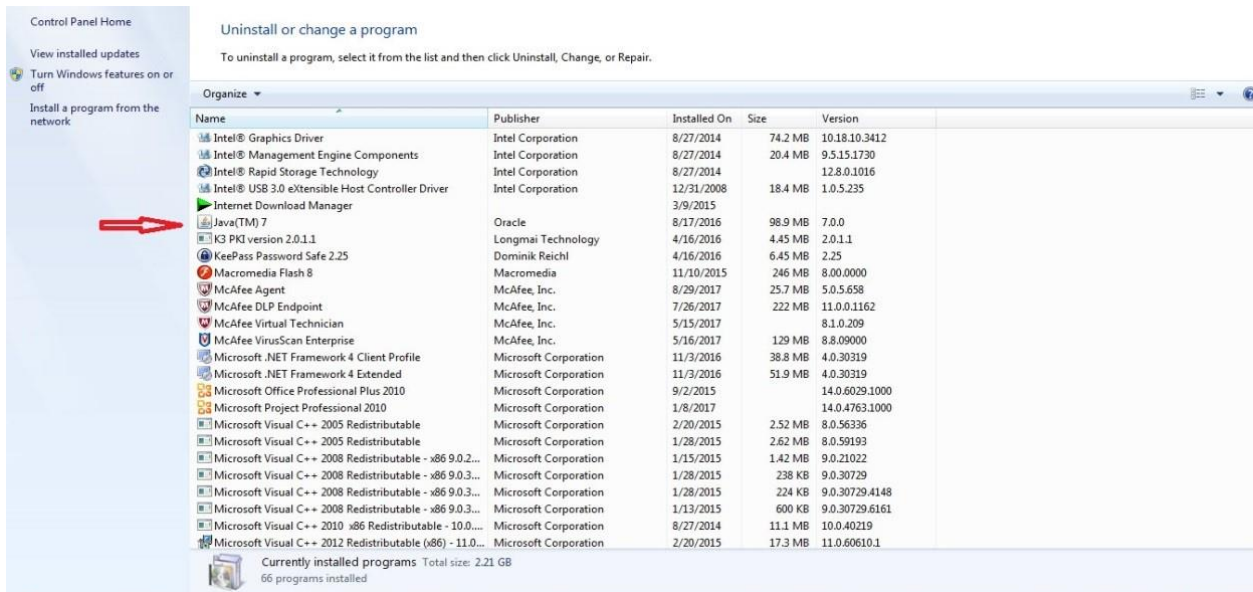 Control Panel Home
View installed updates
Turn Windows features on or
off
Install a program from the
network
Uninstall or change a program
To uninstall a program, select it from the list and then click Uninstall, Change, or Repair.
Organize
Name Publisher Installed On Size Version
Intel® Graphics Driver Intel Corporation 8/27/2014 74.2 MB 10.18.10.3412
Intel® Management Engine Components Intel Corporation 8/27/2014 20.4 MB 9.5.15.1730
Intel® Rapid Storage Technology Intel Corporation 8/27/2014 12.8.0.1016
Intel® USB 3.0 eXtensible Host Controller Driver Intel Corporation 12/31/2008 18.4 MB 1.0.5.235
Internet Download Manager 3/9/2015
Java(TM) 7 Oracle 8/17/2016 98.9 MB 7.0.0
K3 PKI version 2.0.1.1 Longmai Technology 4/16/2016 4.45 MB 2.0.1.1
KeePass Password Safe 2.25 Dominik Reichl 4/16/2016 6.45 MB 2.25
Macromedia Flash 8 Macromedia 11/10/2015 246 MB 8.00.0000
McAfee Agent McAfee, Inc. 8/29/2017 25.7 MB 5.0.5.658
McAfee DLP Endpoint McAfee, Inc. 7/26/2017 222 MB 11.0.0.1162
McAfee Virtual Technician McAfee, Inc. 5/15/2017 8.1.0.209
McAfee VirusScan Enterprise McAfee, Inc. 5/16/2017 129 MB 8.8.09000
Microsoft .NET Framework 4 Client Profile Microsoft Corporation 11/3/2016 38.8 MB 4.0.30319
Microsoft .NET Framework 4 Extended Microsoft Corporation 11/3/2016 51.9 MB 4.0.30319
Microsoft Office Professional Plus 2010 Microsoft Corporation 9/2/2015 14.0.6029.1000
Microsoft Project Professional 2010 Microsoft Corporation 1/8/2017 14.0.4763.1000
Microsoft Visual C++ 2005 Redistributable Microsoft Corporation 2/20/2015 2.52 MB 8.0.56336
Microsoft Visual C++ 2005 Redistributable Microsoft Corporation 1/28/2015 2.62 MB 8.0.59193
Microsoft Visual C++ 2008 Redistributable - x86 9.0.2... Microsoft Corporation 1/15/2015 1.42 MB 9.0.21022
Microsoft Visual C++ 2008 Redistributable - x86 9.0.3... Microsoft Corporation 1/28/2015 238 KB 9.0.30729
Microsoft Visual C++ 2008 Redistributable - x86 9.0.3... Microsoft Corporation 1/28/2015 224 KB 9.0.30729.4148
Microsoft Visual C++ 2008 Redistributable - x86 9.0.3... Microsoft Corporation 1/13/2015 600 KB 9.0.30729.6161
Microsoft Visual C++ 2010 x86 Redistributable - 10.0.... Microsoft Corporation 8/27/2014 11.1 MB 10.0.40219
Microsoft Visual C++ 2012 Redistributable (x86) - 11.0... Microsoft Corporation 2/20/2015 17.3 MB 11.0.60610.1
Currently installed programs Total size: 2.21 GB
66 programs installed